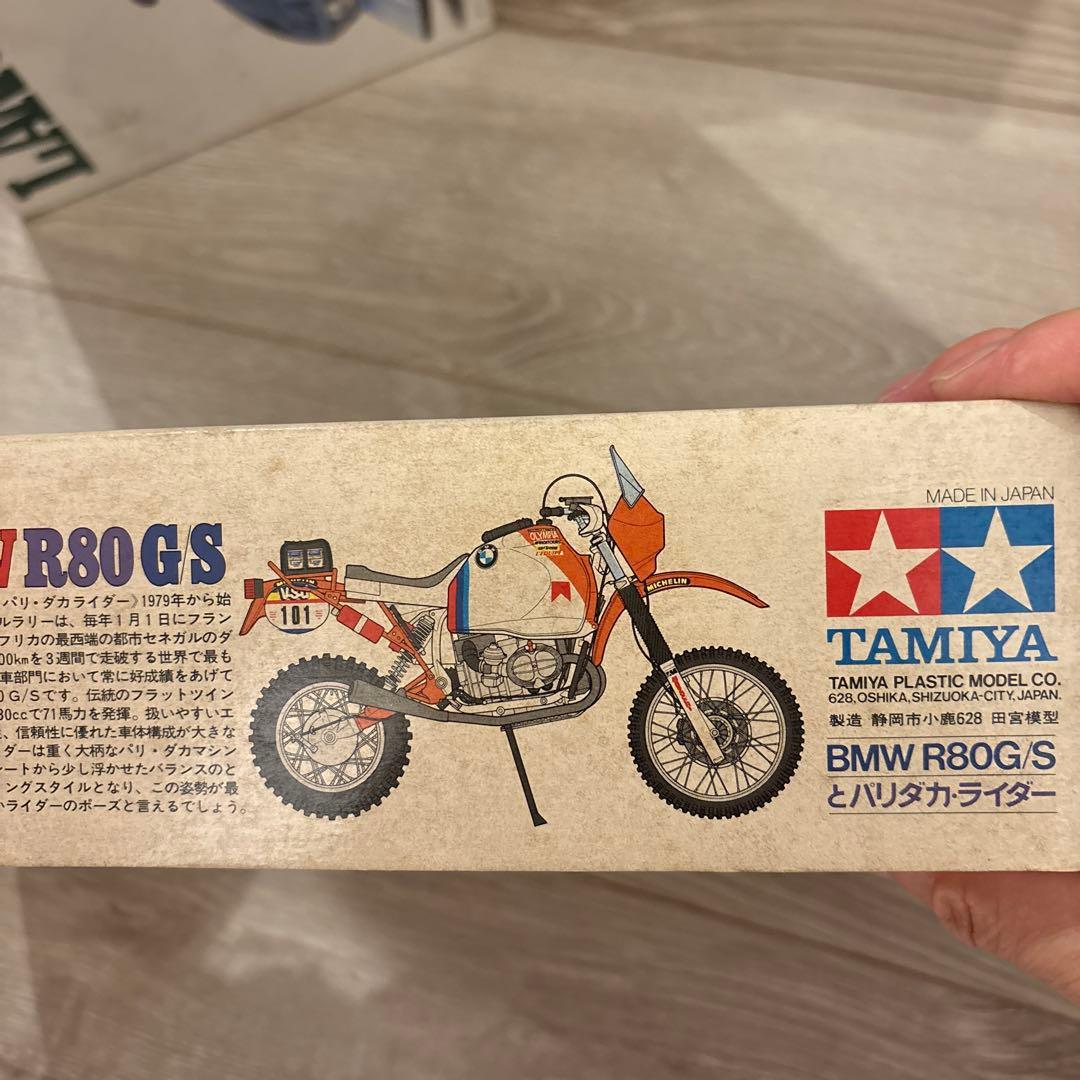 LAW
W R80 G/S
・パリ・ダカライダー》1979年から始
ルラリーは、毎年1月1日にフラン
フリカの最西端の都市セネガルのダ
00kmを3週間で走破する世界で最も
車部門において常に好成績をあげて
0G/Sです。伝統のフラットツイン
80ccで71馬力を発揮。扱いやすいエ
、信頼性に優れた車体構成が大きな
ダーは重く大柄なパリ・ダカマシン
ートから少し浮かせたバランスのと
ィングスタイルとなり、この姿勢が最
いライダーのポーズと言えるでしょう。
101
OLYMPIA
MICHELIN
MADE IN JAPAN
TAMIYA
TAMIYA PLASTIC MODEL CO.
628, OSHIKA, SHIZUOKA-CITY, JAPAN.
製造 静岡市小鹿628 田宮模型
BMW R80G/S
とパリダカ・ライダー